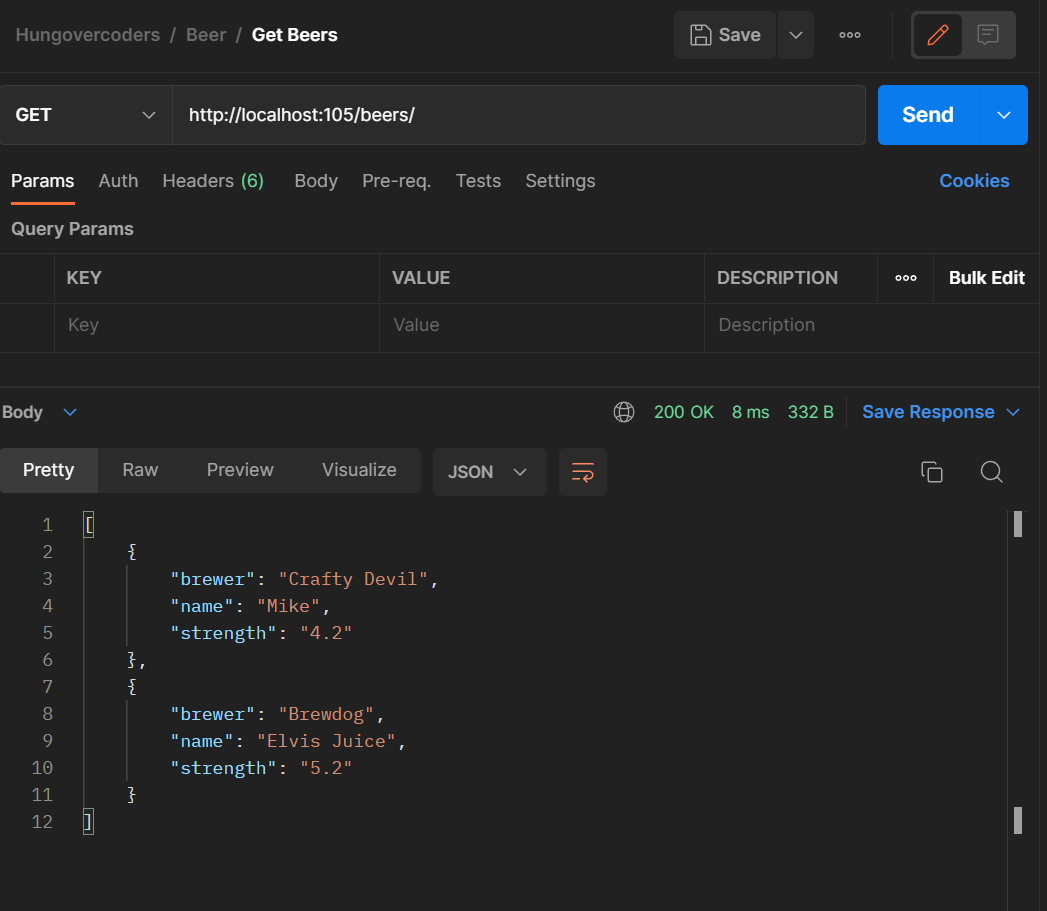 Hungovercoders / Beer / Get Beers Save
GET http://localhost:105/beers/ Send
Params Auth Headers (6) Body Pre-req. Tests Settings Cookies
Query Params
KEY VALUE DESCRIPTION Bulk Edit
Key Value Description
Body 200 OK 8 ms 332 B Save Response
Pretty Raw Preview Visualize JSON
1 [
2 {
3 "brewer": "Crafty Devil",
4 "name": "Mike",
5 "strength": "4.2"
6 },
7 {
8 "brewer": "Brewdog",
9 "name": "Elvis Juice",
10 "strength": "5.2"
11 }
12 ]